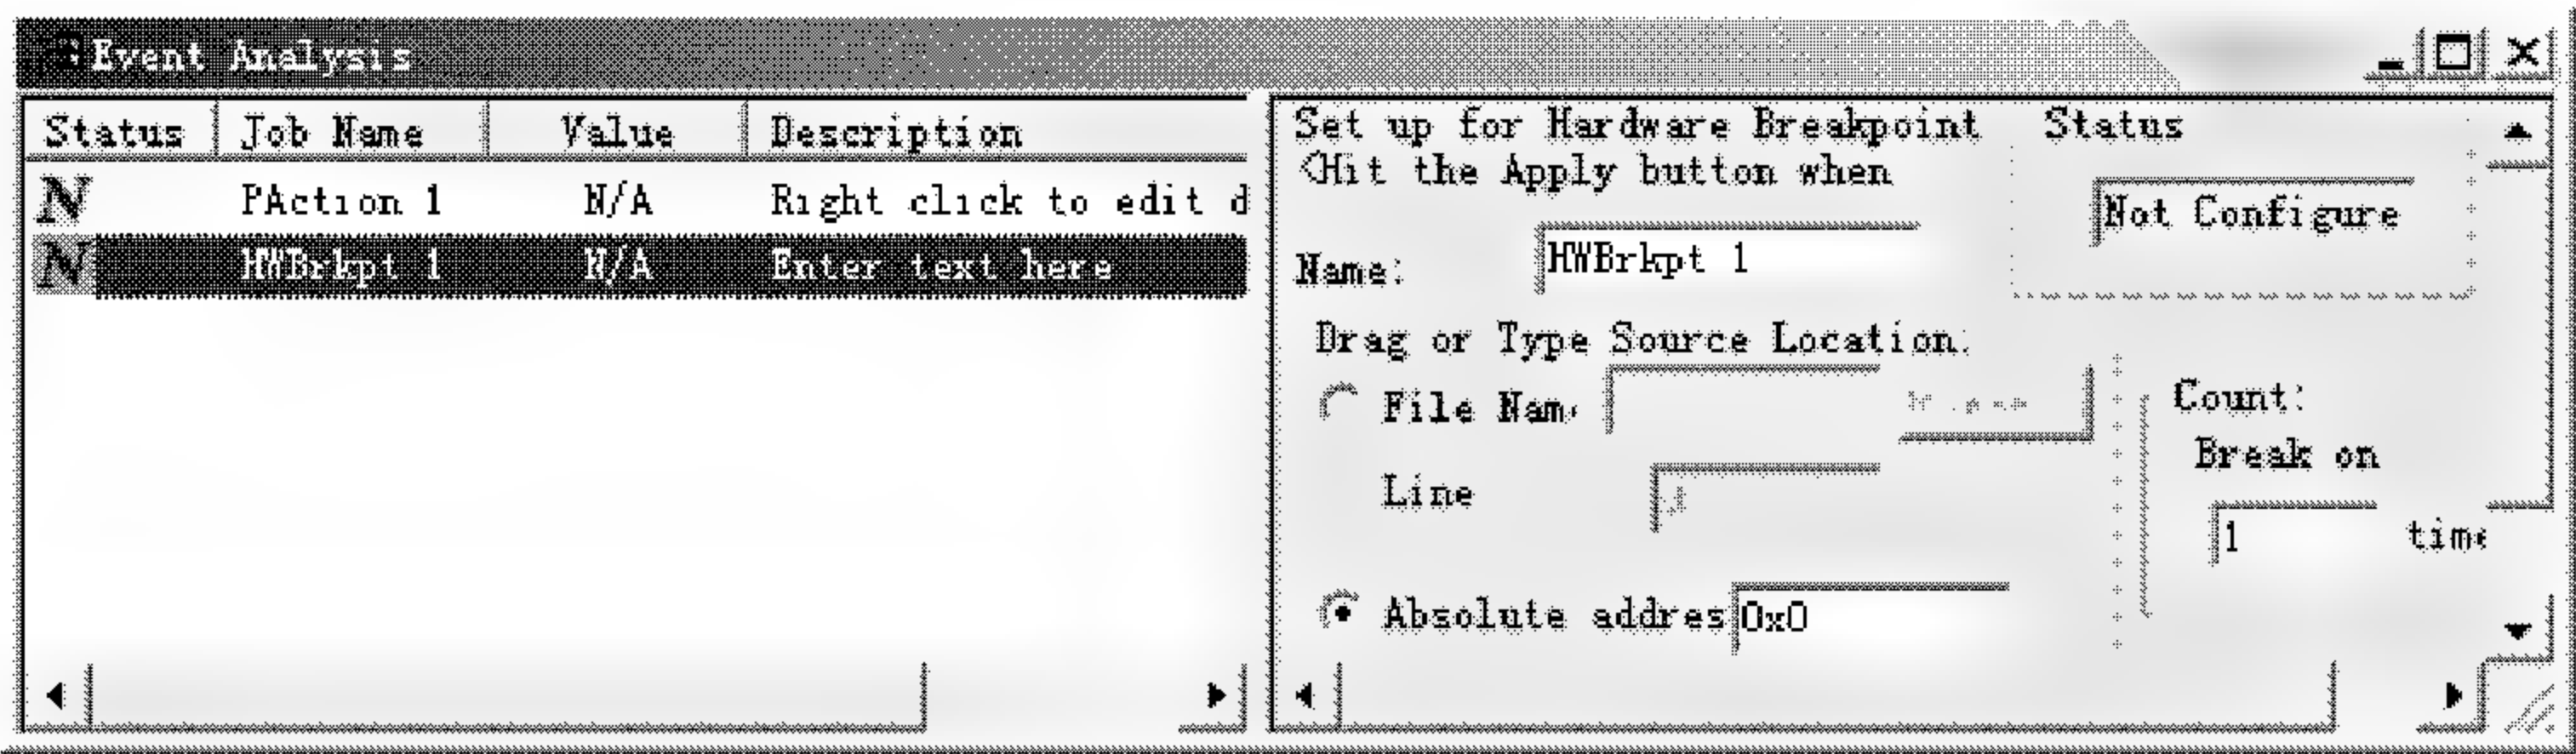 Event Analysis
Status Job Name Value Description
N PAction 1 N/A Right click to edit d
N HWBrkpt 1 N/A Enter text here
Set up for Hardware Breakpoint
<Hit the Apply button when
Status
Not Configure
Name: HWBrkpt 1
Drag or Type Source Location:
File Nam
Line
Absolute addres 0x0
Count:
Break on
1 time